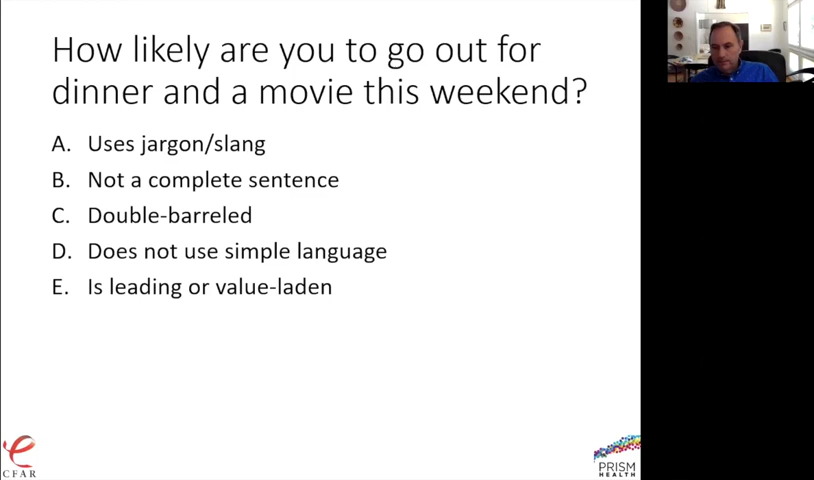 How likely are you to go out for
dinner and a movie this weekend?
A. Uses jargon/slang
B. Not a complete sentence
C. Double-barreled
D. Does not use simple language
E. Is leading or value-laden
CFAR
PRISM
HEALTH